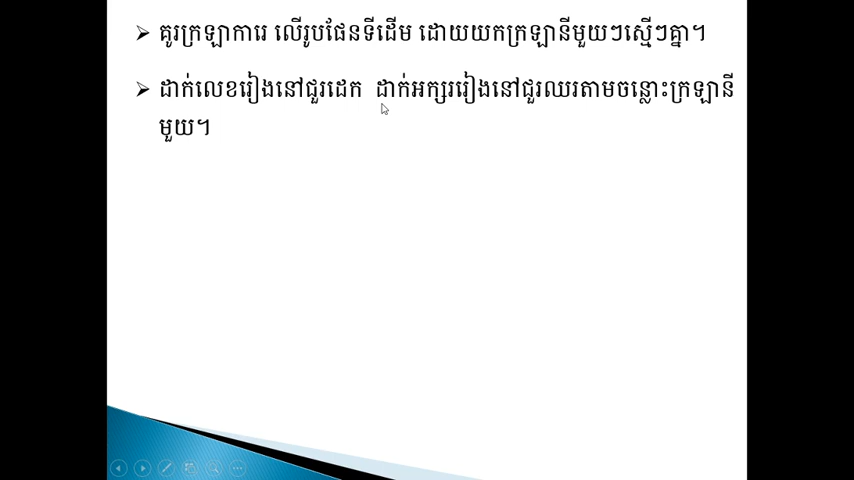 គូរក្រឡាការេ លើរូបផែនទីដើម ដោយយកក្រឡានីមួយៗស្មើៗគ្នា។
ដាក់លេខរៀងនៅជួរដេក ដាក់អក្សររៀងនៅជួរឈរតាមចន្លោះក្រឡានី
មួយ។